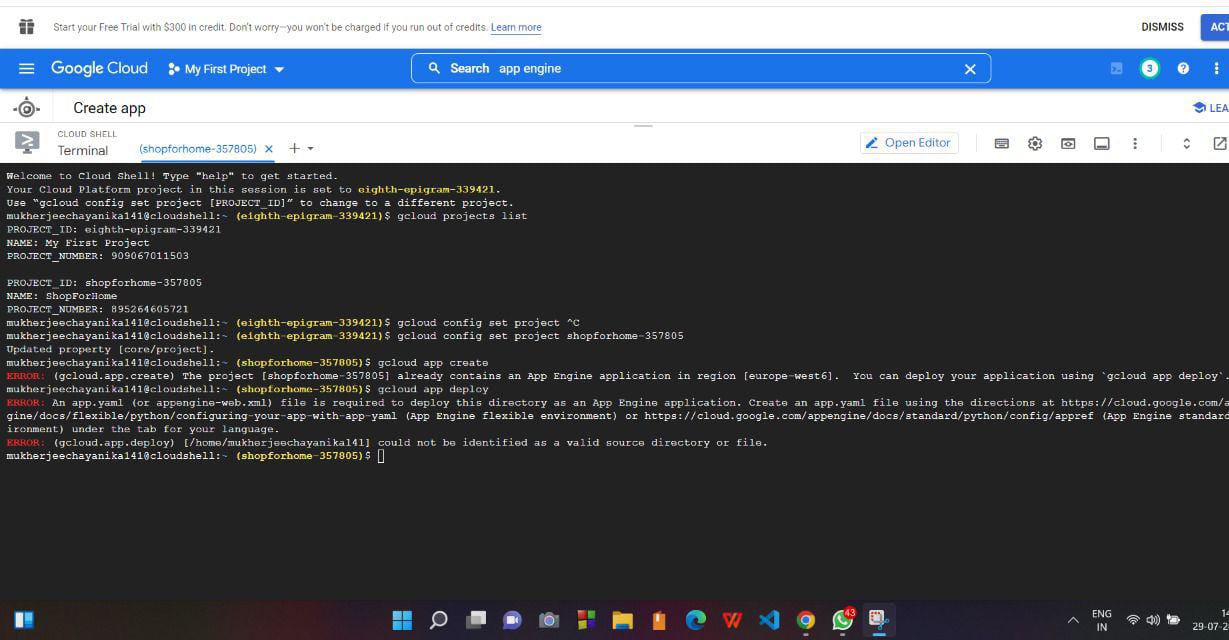 Start your Free Trial with $300 in credit. Don't worry—you won't be charged if you run out of credits. Learn more
DISMISS
Google Cloud
My First Project
Search app engine
3
Create app
CLOUD SHELL
Terminal
(shopforhome-357805)
Open Editor
Welcome to Cloud Shell! Type "help" to get started.
Your Cloud Platform project in this session is set to eighth-epigram-339421.
Use “gcloud config set project [PROJECT_ID]” to change to a different project.
mukherjeechayanika141@cloudshell:~ (eighth-epigram-339421)$ gcloud projects list
PROJECT_ID: eighth-epigram-339421
NAME: My First Project
PROJECT_NUMBER: 909067011503
PROJECT_ID: shopforhome-357805
NAME: ShopForHome
PROJECT_NUMBER: 895264605721
mukherjeechayanika141@cloudshell:~ (eighth-epigram-339421)$ gcloud config set project ^C
mukherjeechayanika141@cloudshell:~ (eighth-epigram-339421)$ gcloud config set project shopforhome-357805
Updated property [core/project].
mukherjeechayanika141@cloudshell:~ (shopforhome-357805)$ gcloud app create
ERROR: (gcloud.app.create) The project [shopforhome-357805] already contains an App Engine application in region [europe-west6].  You can deploy your application using `gcloud app deploy`.
mukherjeechayanika141@cloudshell:~ (shopforhome-357805)$ gcloud app deploy
ERROR: An app.yaml (or appengine-web.xml) file is required to deploy this directory as an App Engine application. Create an app.yaml file using the directions at https://cloud.google.com/a
gine/docs/flexible/python/configuring-your-app-with-app-yaml (App Engine flexible environment) or https://cloud.google.com/appengine/docs/standard/python/config/appref (App Engine standard
ironment) under the tab for your language.
ERROR: (gcloud.app.deploy) [/home/mukherjeechayanika141] could not be identified as a valid source directory or file.
mukherjeechayanika141@cloudshell:~ (shopforhome-357805)$
43
ENG
IN